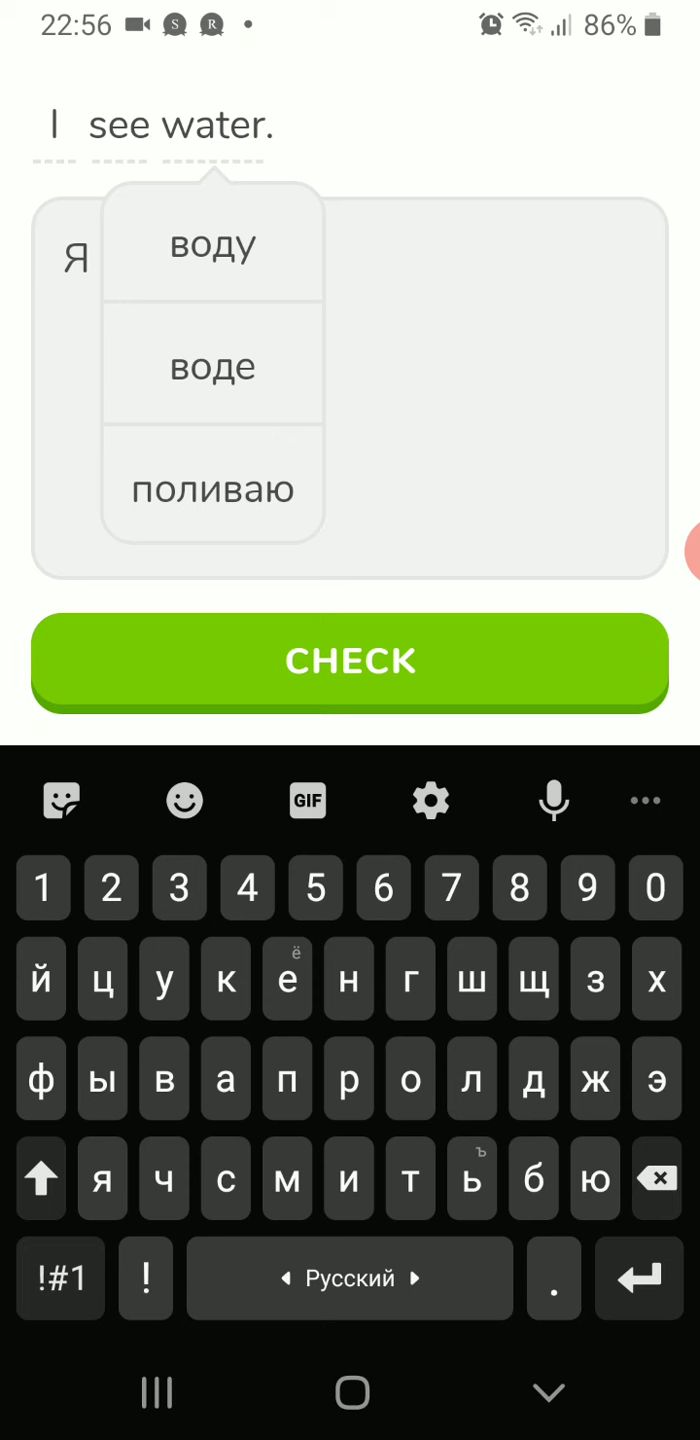 22:56 S R 86%
I see water.
Я
воду
воде
поливаю
CHECK
GIF
1 2 3 4 5 6 7 8 9 0
ё
й ц у к е н г ш щ з х
ф ы в а п р о л д ж э
ъ
я ч с м и т ь б ю
!#1 ! Русский .